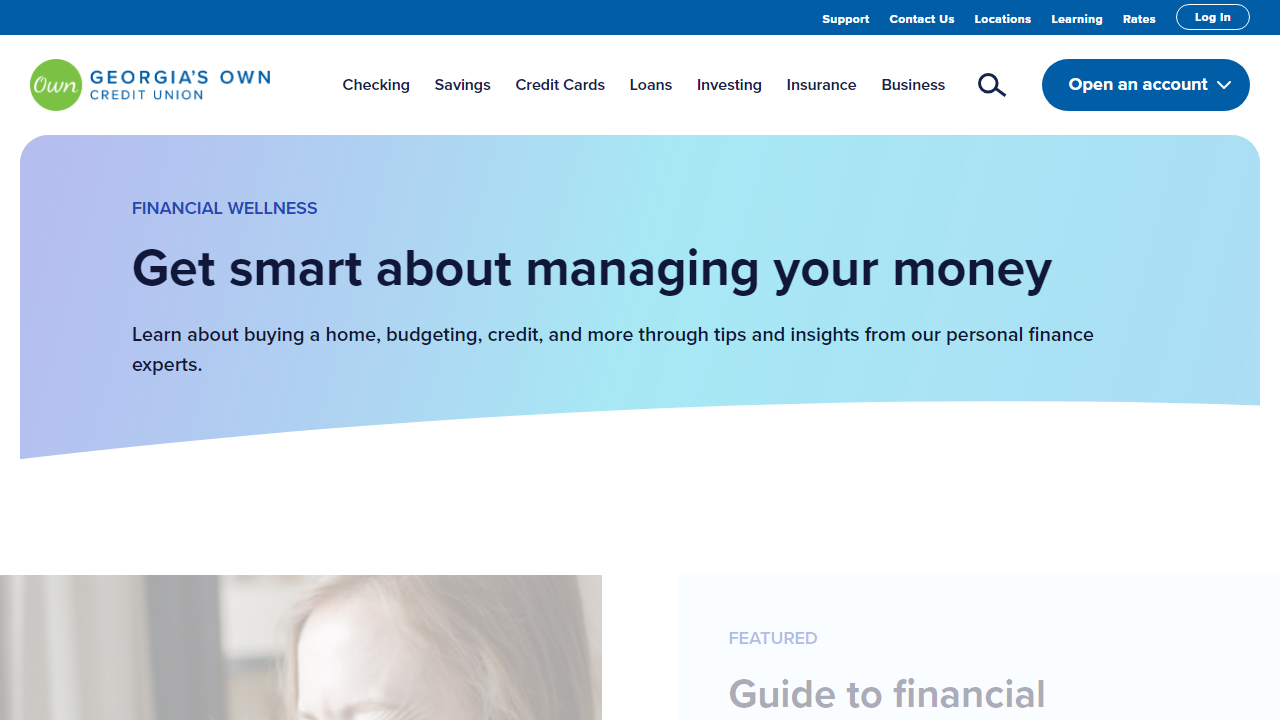 Support Contact Us Locations Learning Rates Log In
Own GEORGIA'S OWN
CREDIT UNION
Checking Savings Credit Cards Loans Investing Insurance Business Open an account
FINANCIAL WELLNESS
Get smart about managing your money
Learn about buying a home, budgeting, credit, and more through tips and insights from our personal finance
experts.
FEATURED
Guide to financial